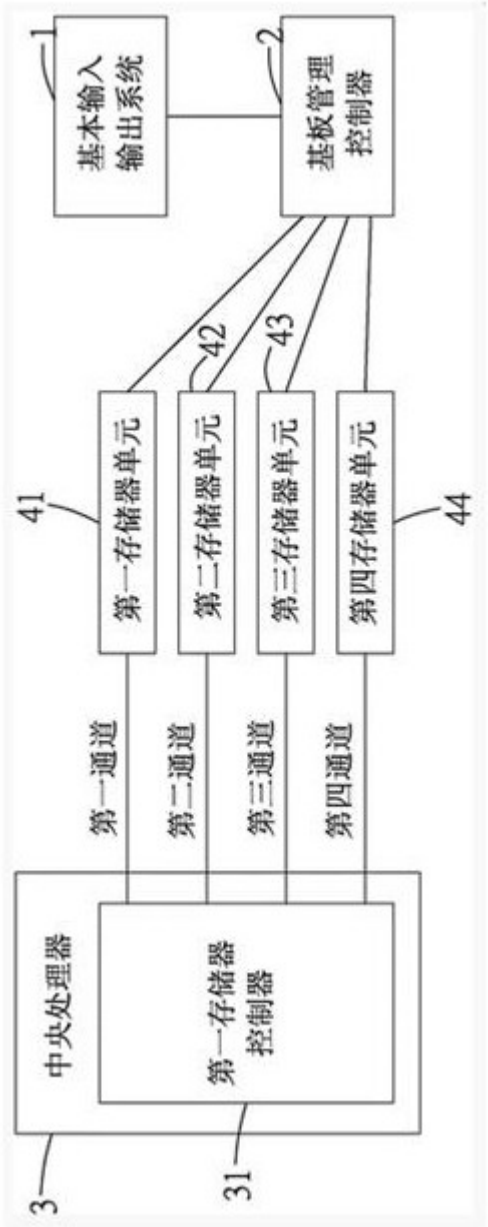 3
中央处理器
第一存储器
控制器
31
第一通道
第二通道
第三通道
第四通道
41
第一存储器单元
42
第二存储器单元
43
第三存储器单元
第四存储器单元
44
1
基本输入
输出系统
2
基板管理
控制器